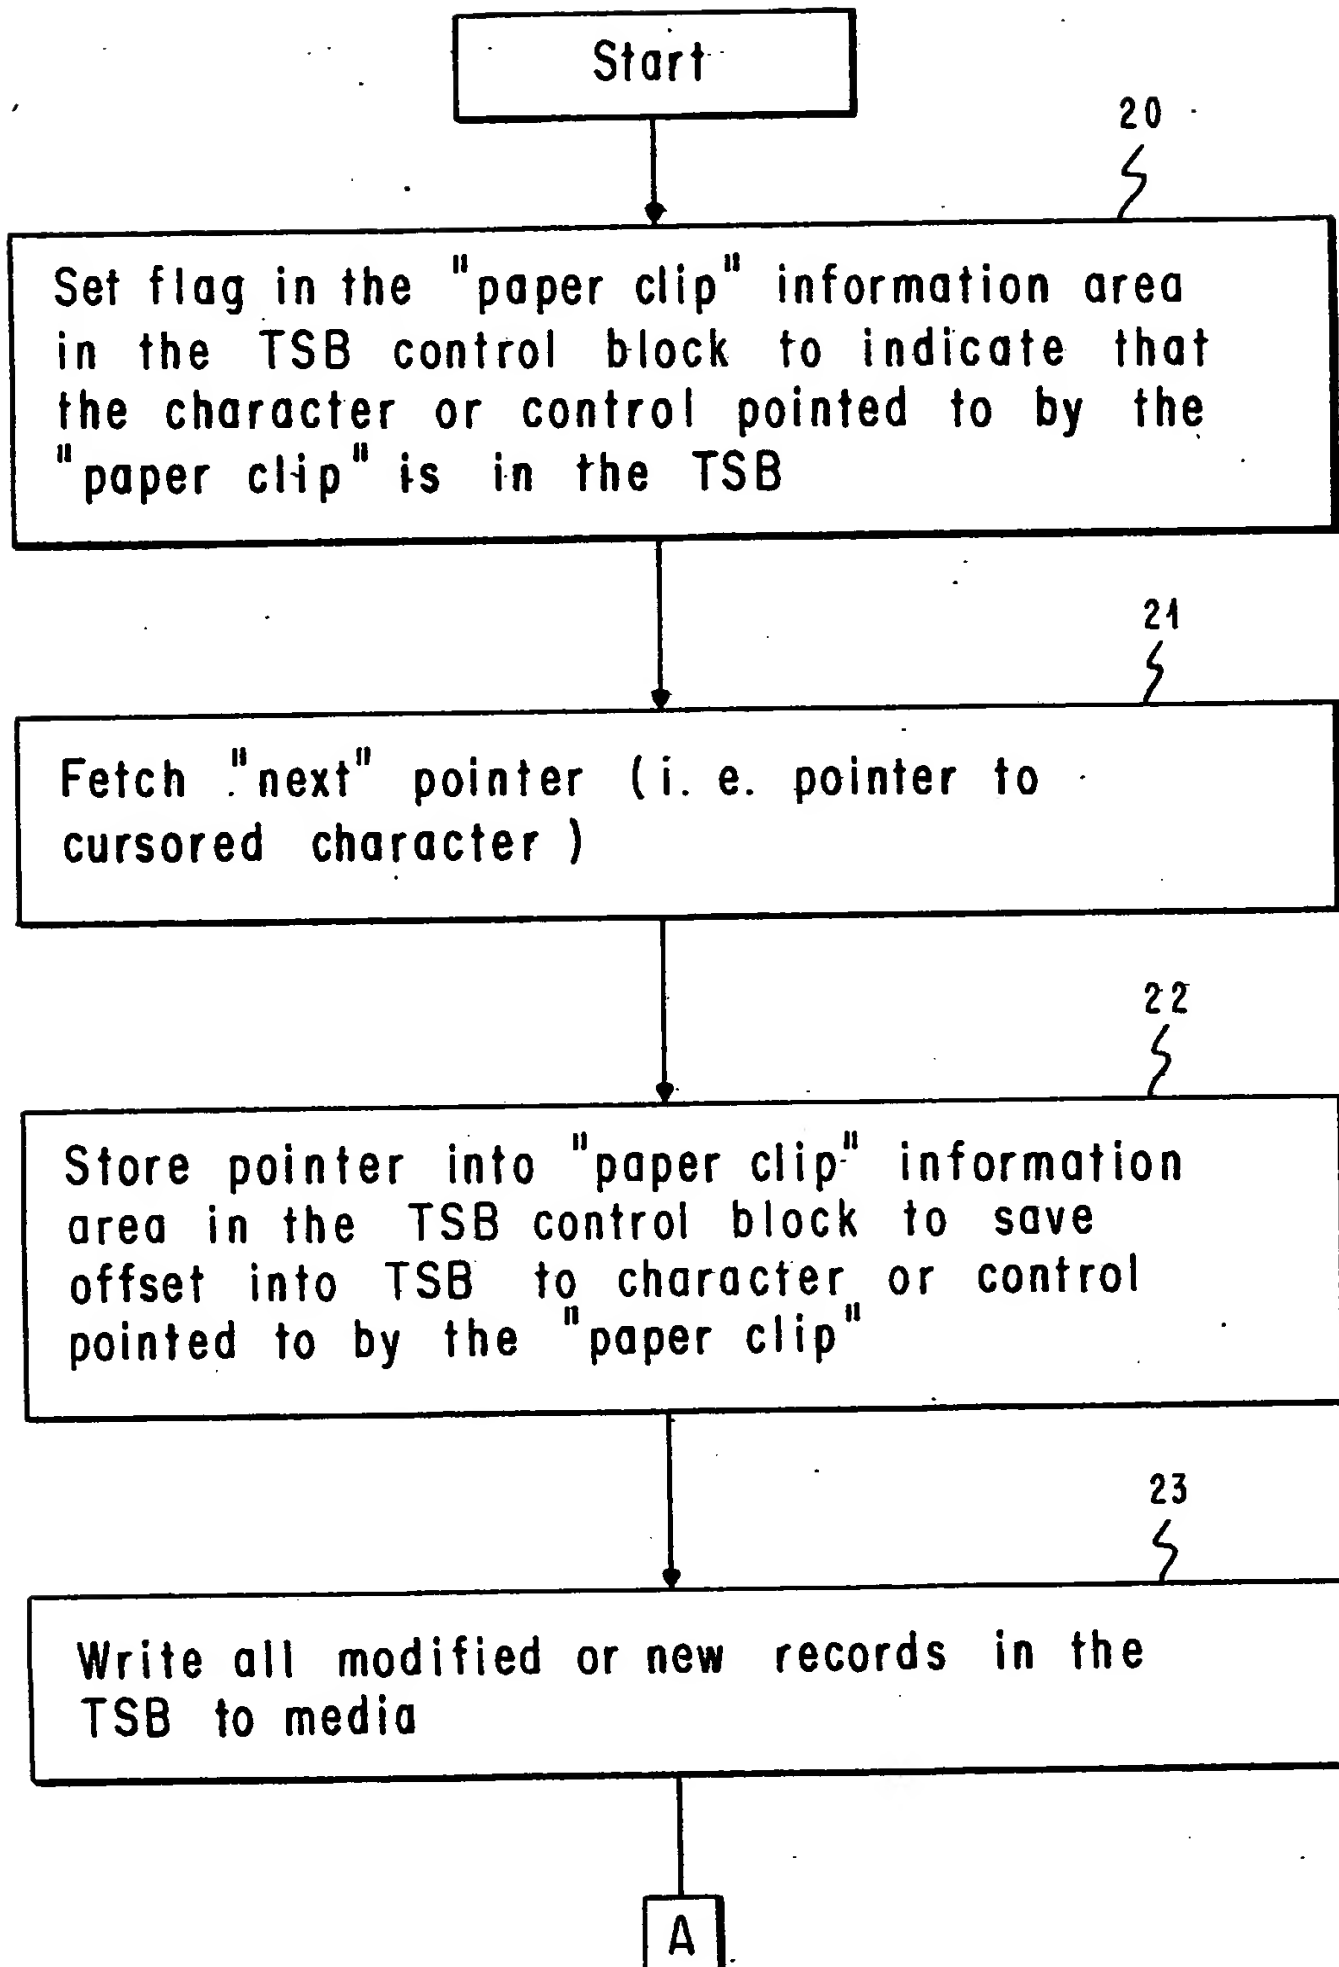 Start
20
Set flag in the "paper clip" information area
in the TSB control block to indicate that
the character or control pointed to by the
"paper clip" is in the TSB
21
Fetch "next" pointer (i. e. pointer to
cursored character )
22
Store pointer into "paper clip" information
area in the TSB control block to save
offset into TSB to character or control
pointed to by the "paper clip"
23
Write all modified or new records in the
TSB to media
A